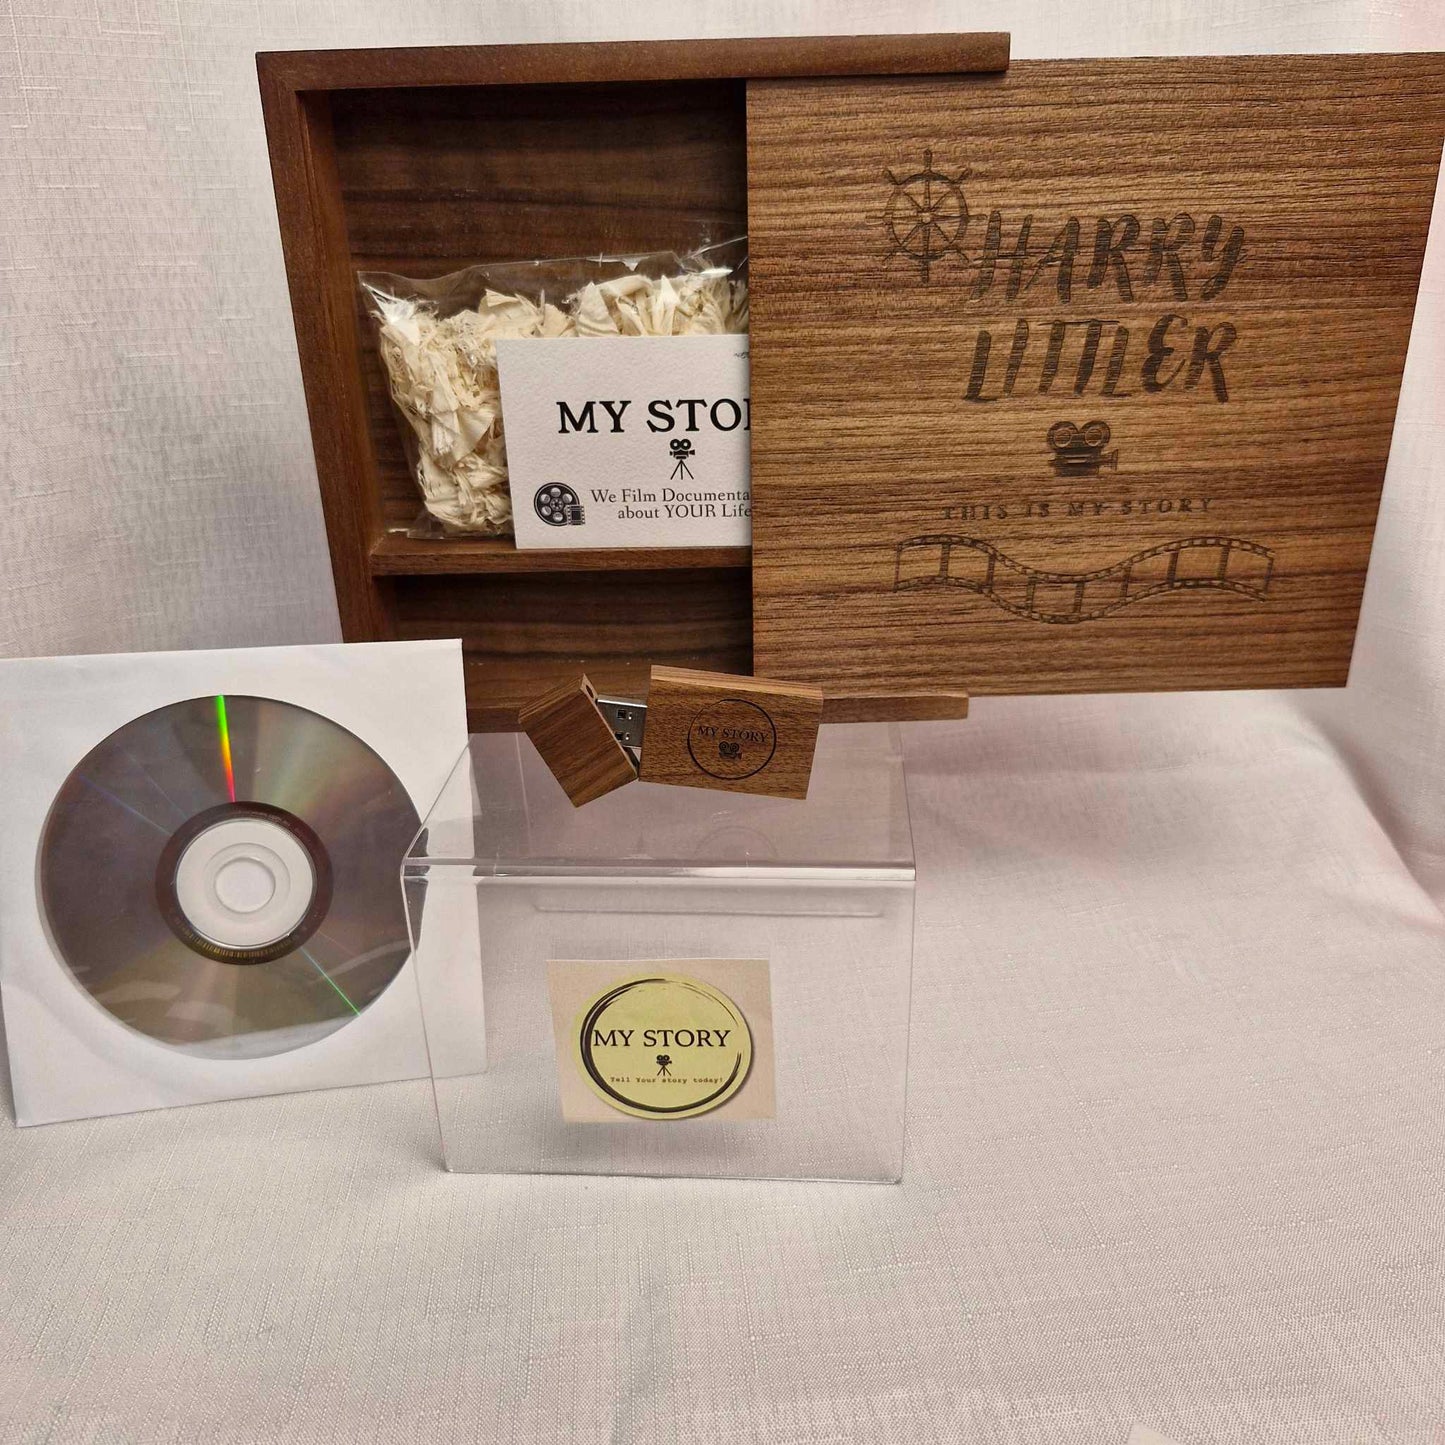 HARRY
LITTLER
THIS IS MY STORY
MY STO
We Film Documenta
about YOUR Life
MY STORY
MY STORY
Tell Your story today!